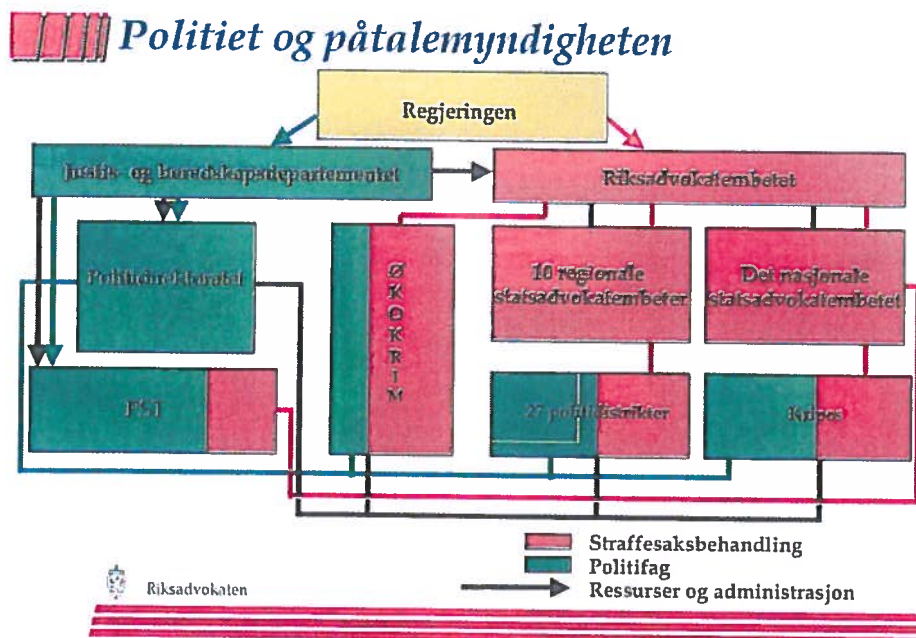 Politiet og påtalemyndigheten
Regjeringen
Justis- og beredskapsdepartementet
Riksadvokatembetet
Politidirektoratet
Ø
K
O
K
R
I
M
10 regionale
statsadvokatembeter
Det nasjonale
statsadvokatembetet
PST
27 politidistrikter
Kripos
Straffesaksbehandling
Politifag
Ressurser og administrasjon
Riksadvokaten